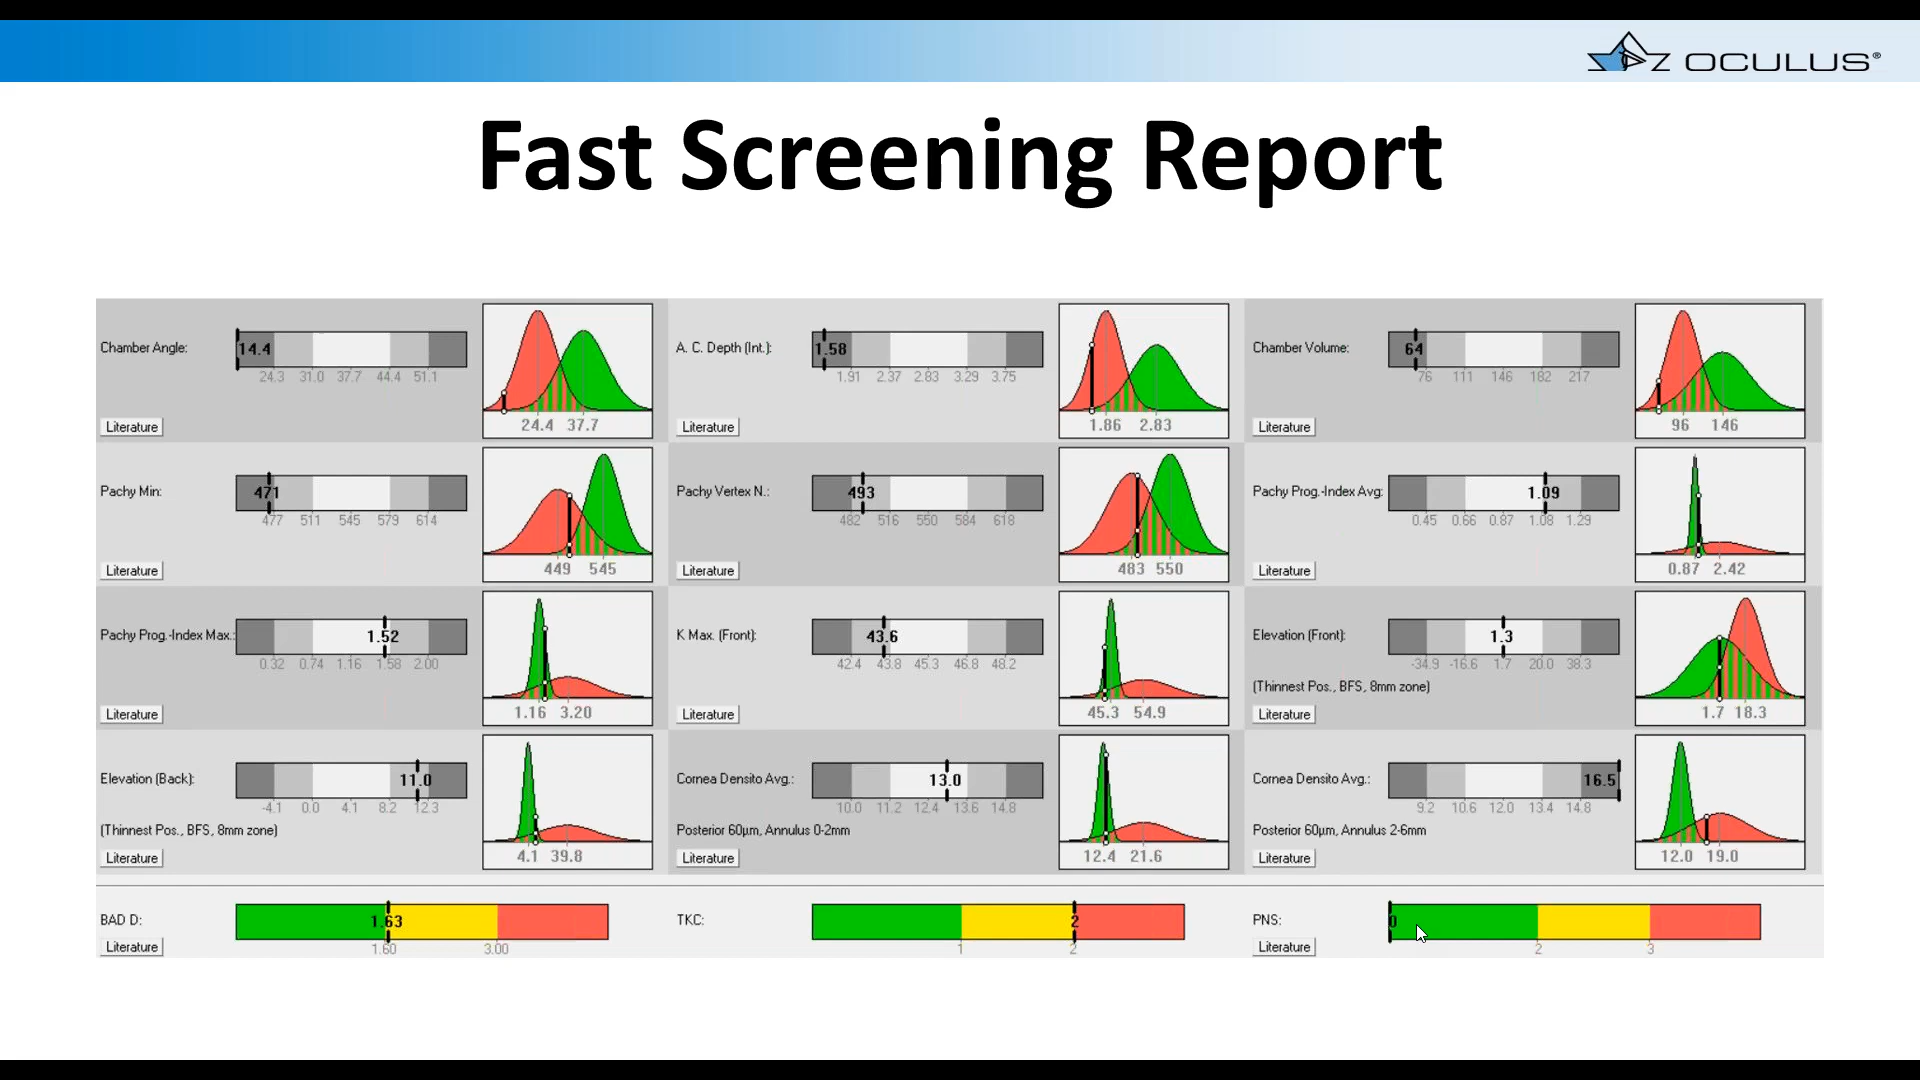 OCULUS®
Fast Screening Report
Chamber Angle: 14.4
24.3 31.0 37.7 44.4 51.1
24.4 37.7
Literature
A. C. Depth (Int.): 1.58
1.91 2.37 2.83 3.29 3.75
1.86 2.83
Literature
Chamber Volume: 64
76 111 146 182 217
96 146
Literature
Pachy Min: 471
477 511 545 579 614
449 545
Literature
Pachy Vertex N.: 493
482 516 550 584 618
483 550
Literature
Pachy Prog.-Index Avg: 1.09
0.45 0.66 0.87 1.08 1.29
0.87 2.42
Literature
Pachy Prog.-Index Max.: 1.52
0.32 0.74 1.16 1.58 2.00
1.16 3.20
Literature
K Max. (Front): 43.6
42.4 43.8 45.3 46.8 48.2
45.3 54.9
Literature
Elevation (Front): 1.3
-34.9 -16.6 1.7 20.0 38.3
(Thinnest Pos., BFS, 8mm zone)
1.7 18.3
Literature
Elevation (Back): 11.0
-4.1 0.0 4.1 8.2 12.3
(Thinnest Pos., BFS, 8mm zone)
4.1 39.8
Literature
Cornea Densito Avg.: 13.0
10.0 11.2 12.4 13.6 14.8
Posterior 60µm, Annulus 0-2mm
12.4 21.6
Literature
Cornea Densito Avg.: 16.5
9.2 10.6 12.0 13.4 14.8
Posterior 60µm, Annulus 2-6mm
12.0 19.0
Literature
BAD D: 1.63
1.60 3.00
Literature
TKC: 2
1 2
PNS: 0
2 3
Literature